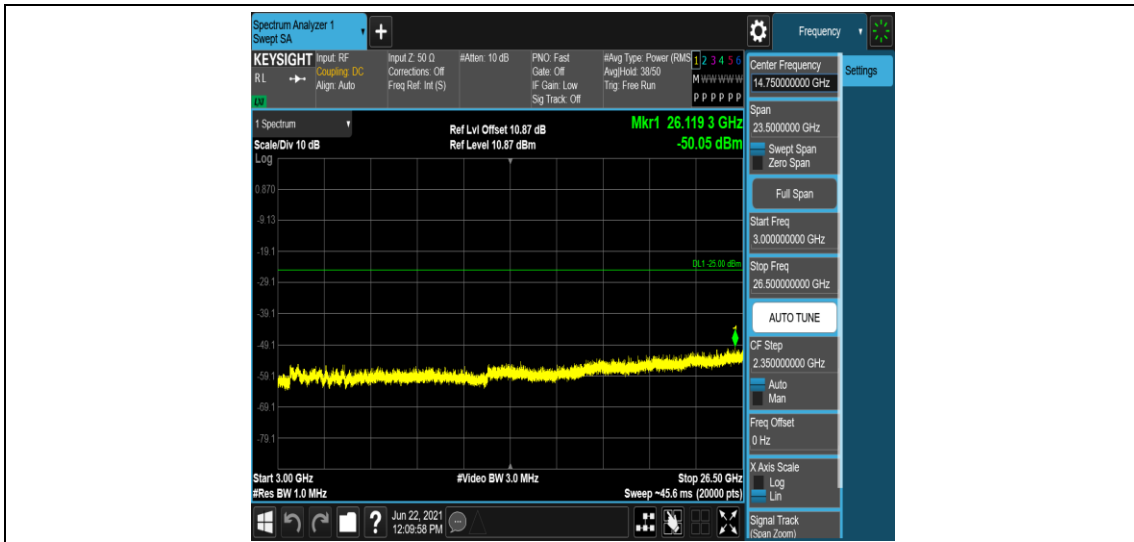 Spectrum Analyzer 1
Swept SA
+
Frequency
KEYSIGHT
RL
LXI
Input: RF
Coupling: DC
Align: Auto
Input Z: 50 Ω
Corrections: Off
Freq Ref: Int (S)
#Atten: 10 dB
PNO: Fast
Gate: Off
IF Gain: Low
Sig Track: Off
#Avg Type: Power (RMS
Avg|Hold: 38/50
Trig: Free Run
1 2 3 4 5 6
M W W W W W
P P P P P P
1 Spectrum
Scale/Div 10 dB
Ref Lvl Offset 10.87 dB
Ref Level 10.87 dBm
Mkr1 26.119 3 GHz
-50.05 dBm
Log
0.870
-9.13
-19.1
-29.1
-39.1
-49.1
-59.1
-69.1
-79.1
DL1 -25.00 dBm
1
Start 3.00 GHz
#Res BW 1.0 MHz
#Video BW 3.0 MHz
Stop 26.50 GHz
Sweep ~45.6 ms (20000 pts)
Jun 22, 2021
12:09:58 PM
?
Center Frequency
14.750000000 GHz
Settings
Span
23.5000000 GHz
Swept Span
Zero Span
Full Span
Start Freq
3.000000000 GHz
Stop Freq
26.500000000 GHz
AUTO TUNE
CF Step
2.350000000 GHz
Auto
Man
Freq Offset
0 Hz
X Axis Scale
Log
Lin
Signal Track
(Span Zoom)